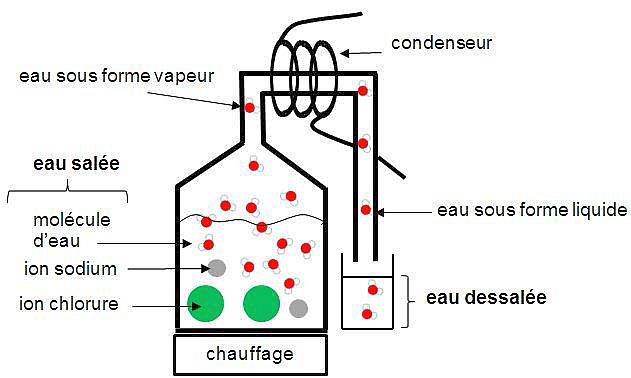 condenseur
eau sous forme vapeur
eau salée
molécule
d'eau
eau sous forme liquide
ion sodium
ion chlorure
eau dessalée
chauffage